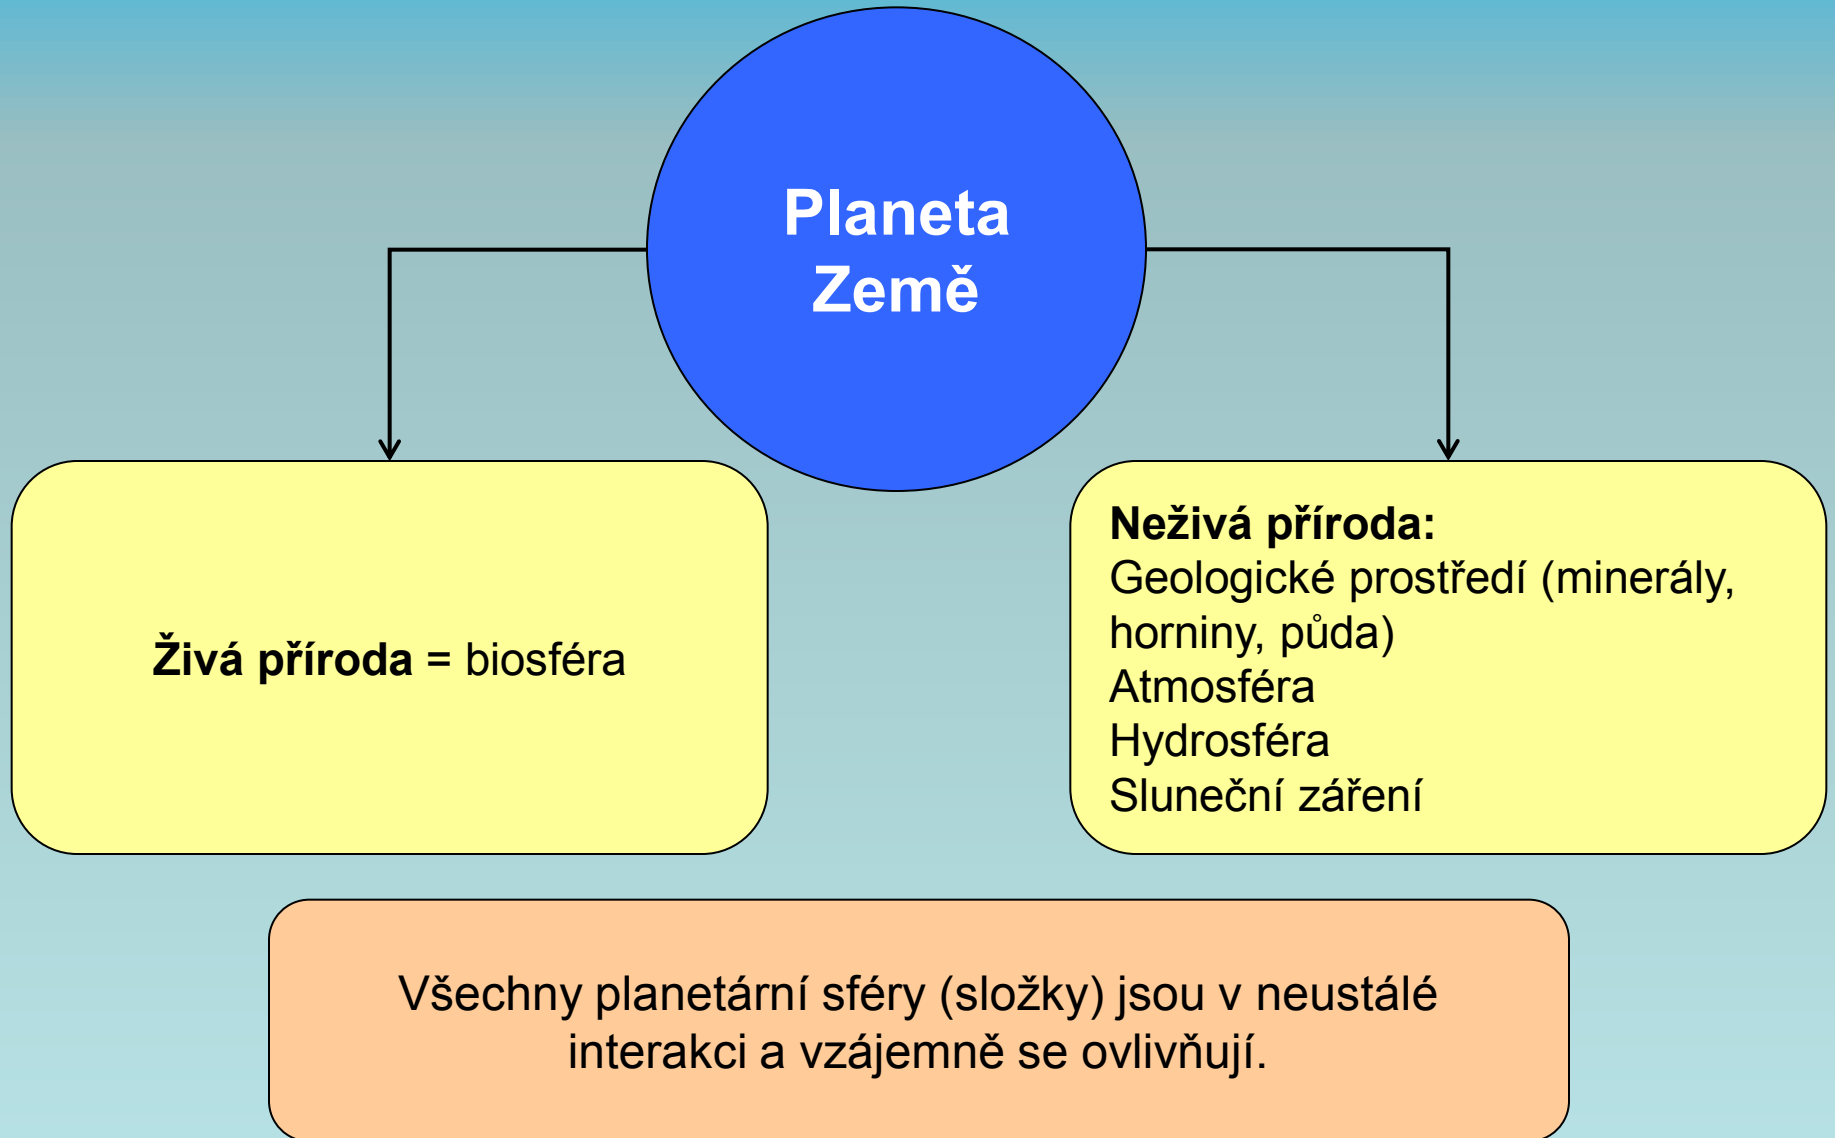 Planeta
Země
Živá příroda = biosféra
Neživá příroda:
Geologické prostředí (minerály,
horniny, půda)
Atmosféra
Hydrosféra
Sluneční záření
Všechny planetární sféry (složky) jsou v neustálé
interakci a vzájemně se ovlivňují.